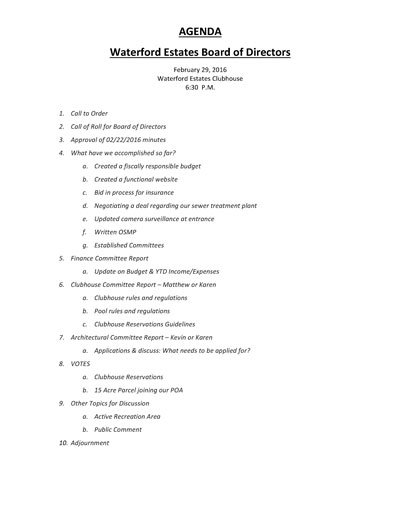 AGENDA
Waterford Estates Board of Directors
February 29, 2016
Waterford Estates Clubhouse
6:30 P.M.
1. Call to Order
2. Call of Roll for Board of Directors
3. Approval of 02/22/2016 minutes
4. What have we accomplished so far?
a. Created a fiscally responsible budget
b. Created a functional website
c. Bid in process for insurance
d. Negotiating a deal regarding our sewer treatment plant
e. Updated camera surveillance at entrance
f. Written OSMP
g. Established Committees
5. Finance Committee Report
a. Update on Budget & YTD Income/Expenses
6. Clubhouse Committee Report – Matthew or Karen
a. Clubhouse rules and regulations
b. Pool rules and regulations
c. Clubhouse Reservations Guidelines
7. Architectural Committee Report – Kevin or Karen
a. Applications & discuss: What needs to be applied for?
8. VOTES
a. Clubhouse Reservations
b. 15 Acre Parcel joining our POA
9. Other Topics for Discussion
a. Active Recreation Area
b. Public Comment
10. Adjournment